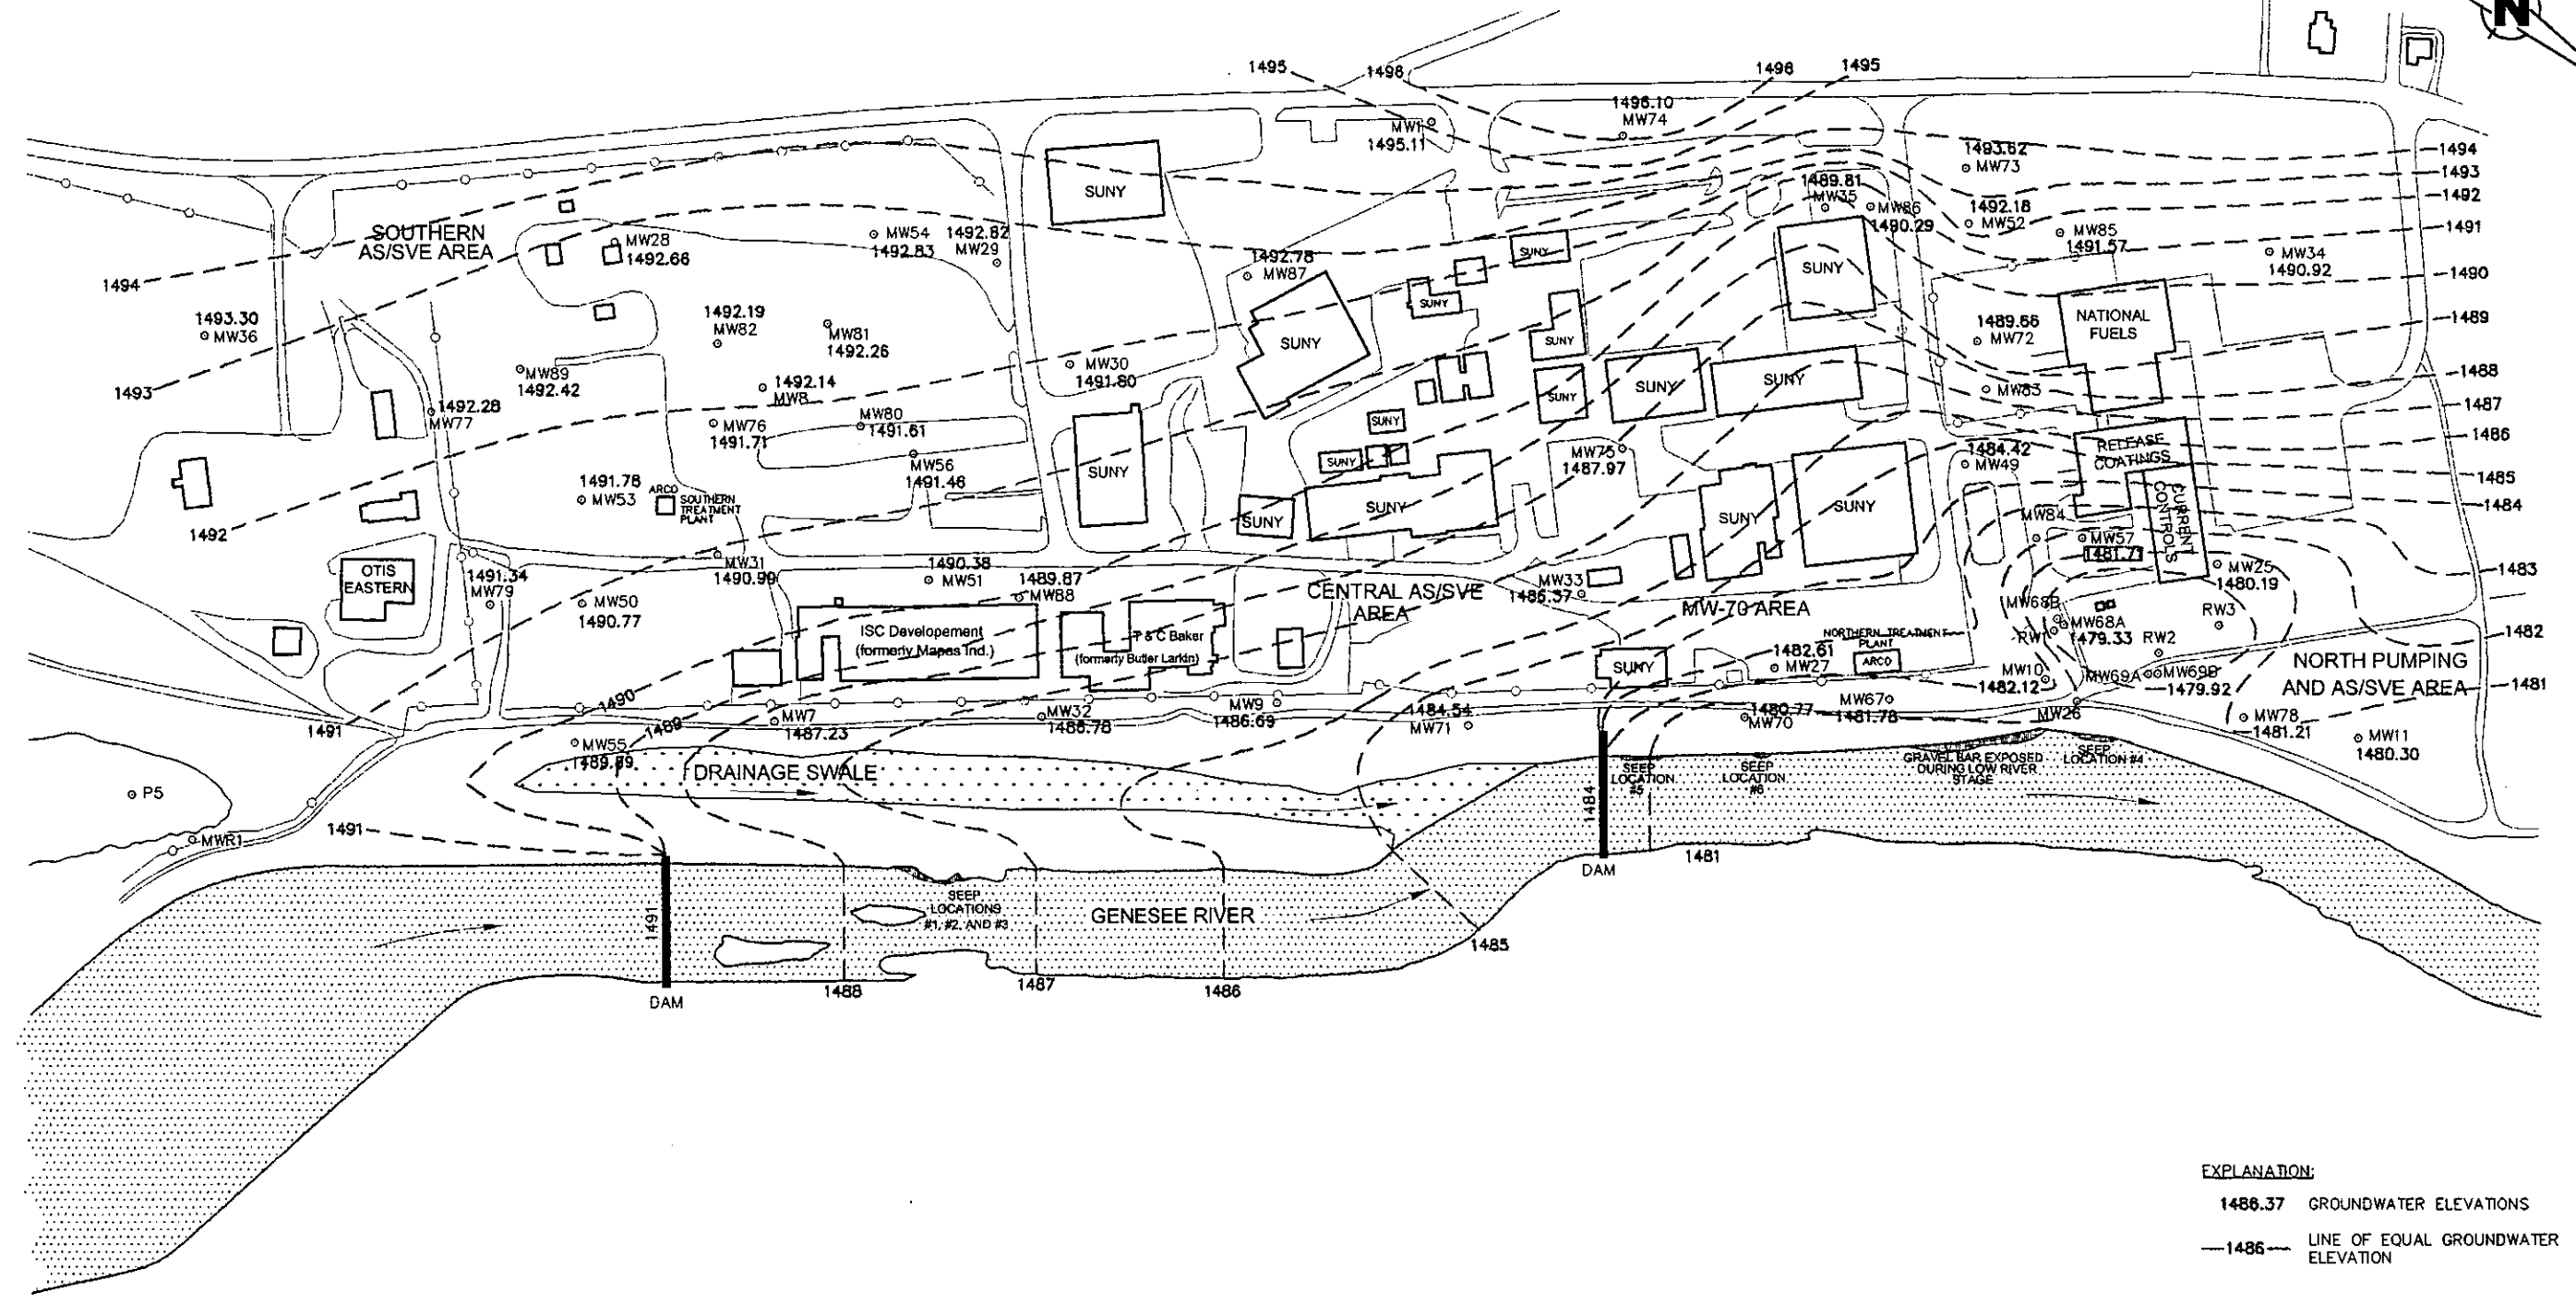 N
1495
1496
1496
1495
1496.10
MW74
MW1
1495.11
1493.62
MW73
1494
1493
1492
1491
1490
1489
1488
1487
1486
1485
1484
1483
1482
1481
SUNY
1489.81
MW35
MW86
1490.29
1492.18
MW52
MW85
1491.57
MW34
1490.92
SOUTHERN
AS/SVE AREA
MW28
1492.66
MW54
1492.83
1492.82
MW29
1492.78
MW87
SUNY
SUNY
NATIONAL
FUELS
1494
1493.30
MW36
1492.19
MW82
MW81
1492.26
SUNY
SUNY
SUNY
1489.66
MW72
1493
MW89
1492.42
1492.14
MW8
MW30
1491.80
SUNY
SUNY
SUNY
MW83
1492.28
MW77
MW76
1491.71
MW80
1491.61
SUNY
MW56
1491.46
SUNY
SUNY
MW75
1487.97
1484.42
MW49
RELEASE
COATINGS
CURRENT
CONTROLS
1491.78
MW53
ARCO
SOUTHERN
TREATMENT
PLANT
SUNY
SUNY
SUNY
SUNY
1492
MW84
MW57
1481.71
MW31
1490.99
OTIS
EASTERN
1491.34
MW79
MW50
1490.77
1490.38
MW51
1489.87
MW88
MW33
1486.37
CENTRAL AS/SVE
AREA
MW-70 AREA
MW25
1480.19
RW3
MW68B
MW68A
1479.33
RW1
RW2
ISC Developement
(formerly Mapes Ind.)
T & C Baker
(formerly Butler Larkin)
NORTHERN TREATMENT
PLANT
ARCO
SUNY
1482.61
MW27
MW10
1482.12
MW69A
MW69B
1479.92
NORTH PUMPING
AND AS/SVE AREA
1491
1490
1489
MW7
1487.23
MW32
1486.78
MW9
1486.69
1484.54
MW71
1480.77
MW70
MW67
1481.78
MW26
MW78
1481.21
MW11
1480.30
MW55
1489.89
DRAINAGE SWALE
SEEP
LOCATION
#5
SEEP
LOCATION
#6
GRAVEL BAR EXPOSED
DURING LOW RIVER
STAGE
SEEP
LOCATION #4
P5
1491
MWR1
1484
DAM
1481
1491
SEEP
LOCATIONS
#1, #2, AND #3
GENESEE RIVER
1485
DAM
1488
1487
1486
EXPLANATION:
1486.37 GROUNDWATER ELEVATIONS
1486 LINE OF EQUAL GROUNDWATER
ELEVATION